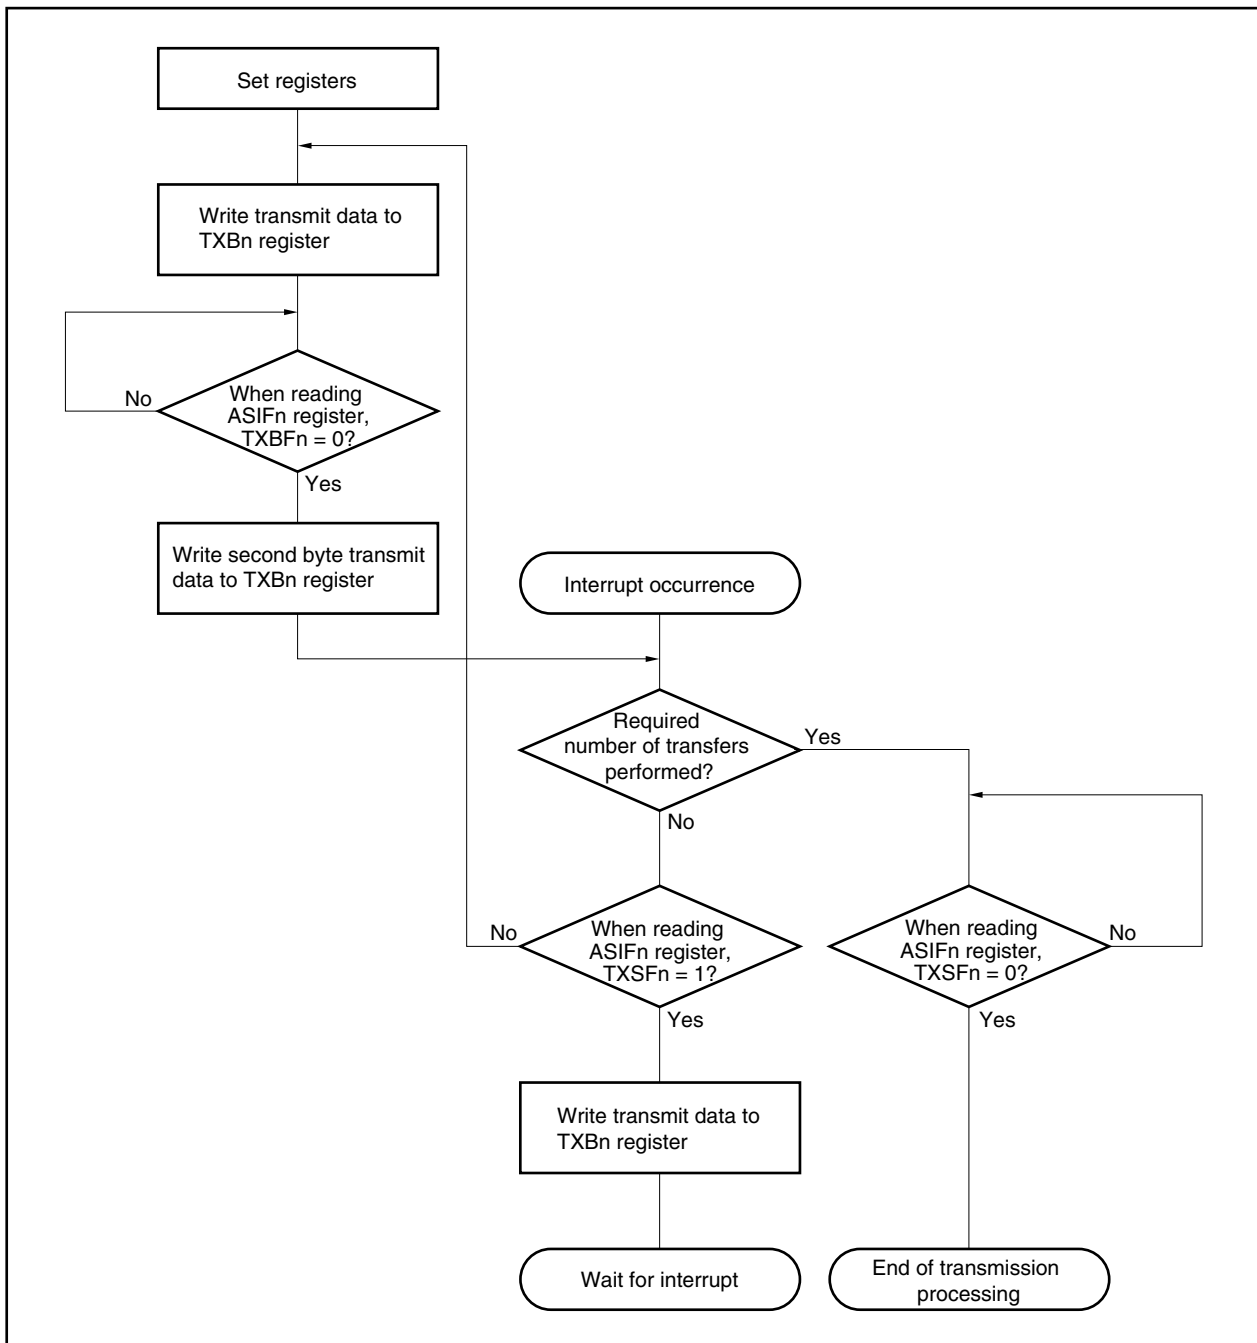 Set registers
Write transmit data to
TXBn register
No
When reading
ASIFn register,
TXBFn = 0?
Yes
Write second byte transmit
data to TXBn register
Interrupt occurrence
Required
number of transfers
performed?
Yes
No
No
When reading
ASIFn register,
TXSFn = 1?
Yes
When reading
ASIFn register,
TXSFn = 0?
No
Yes
Write transmit data to
TXBn register
Wait for interrupt
End of transmission
processing